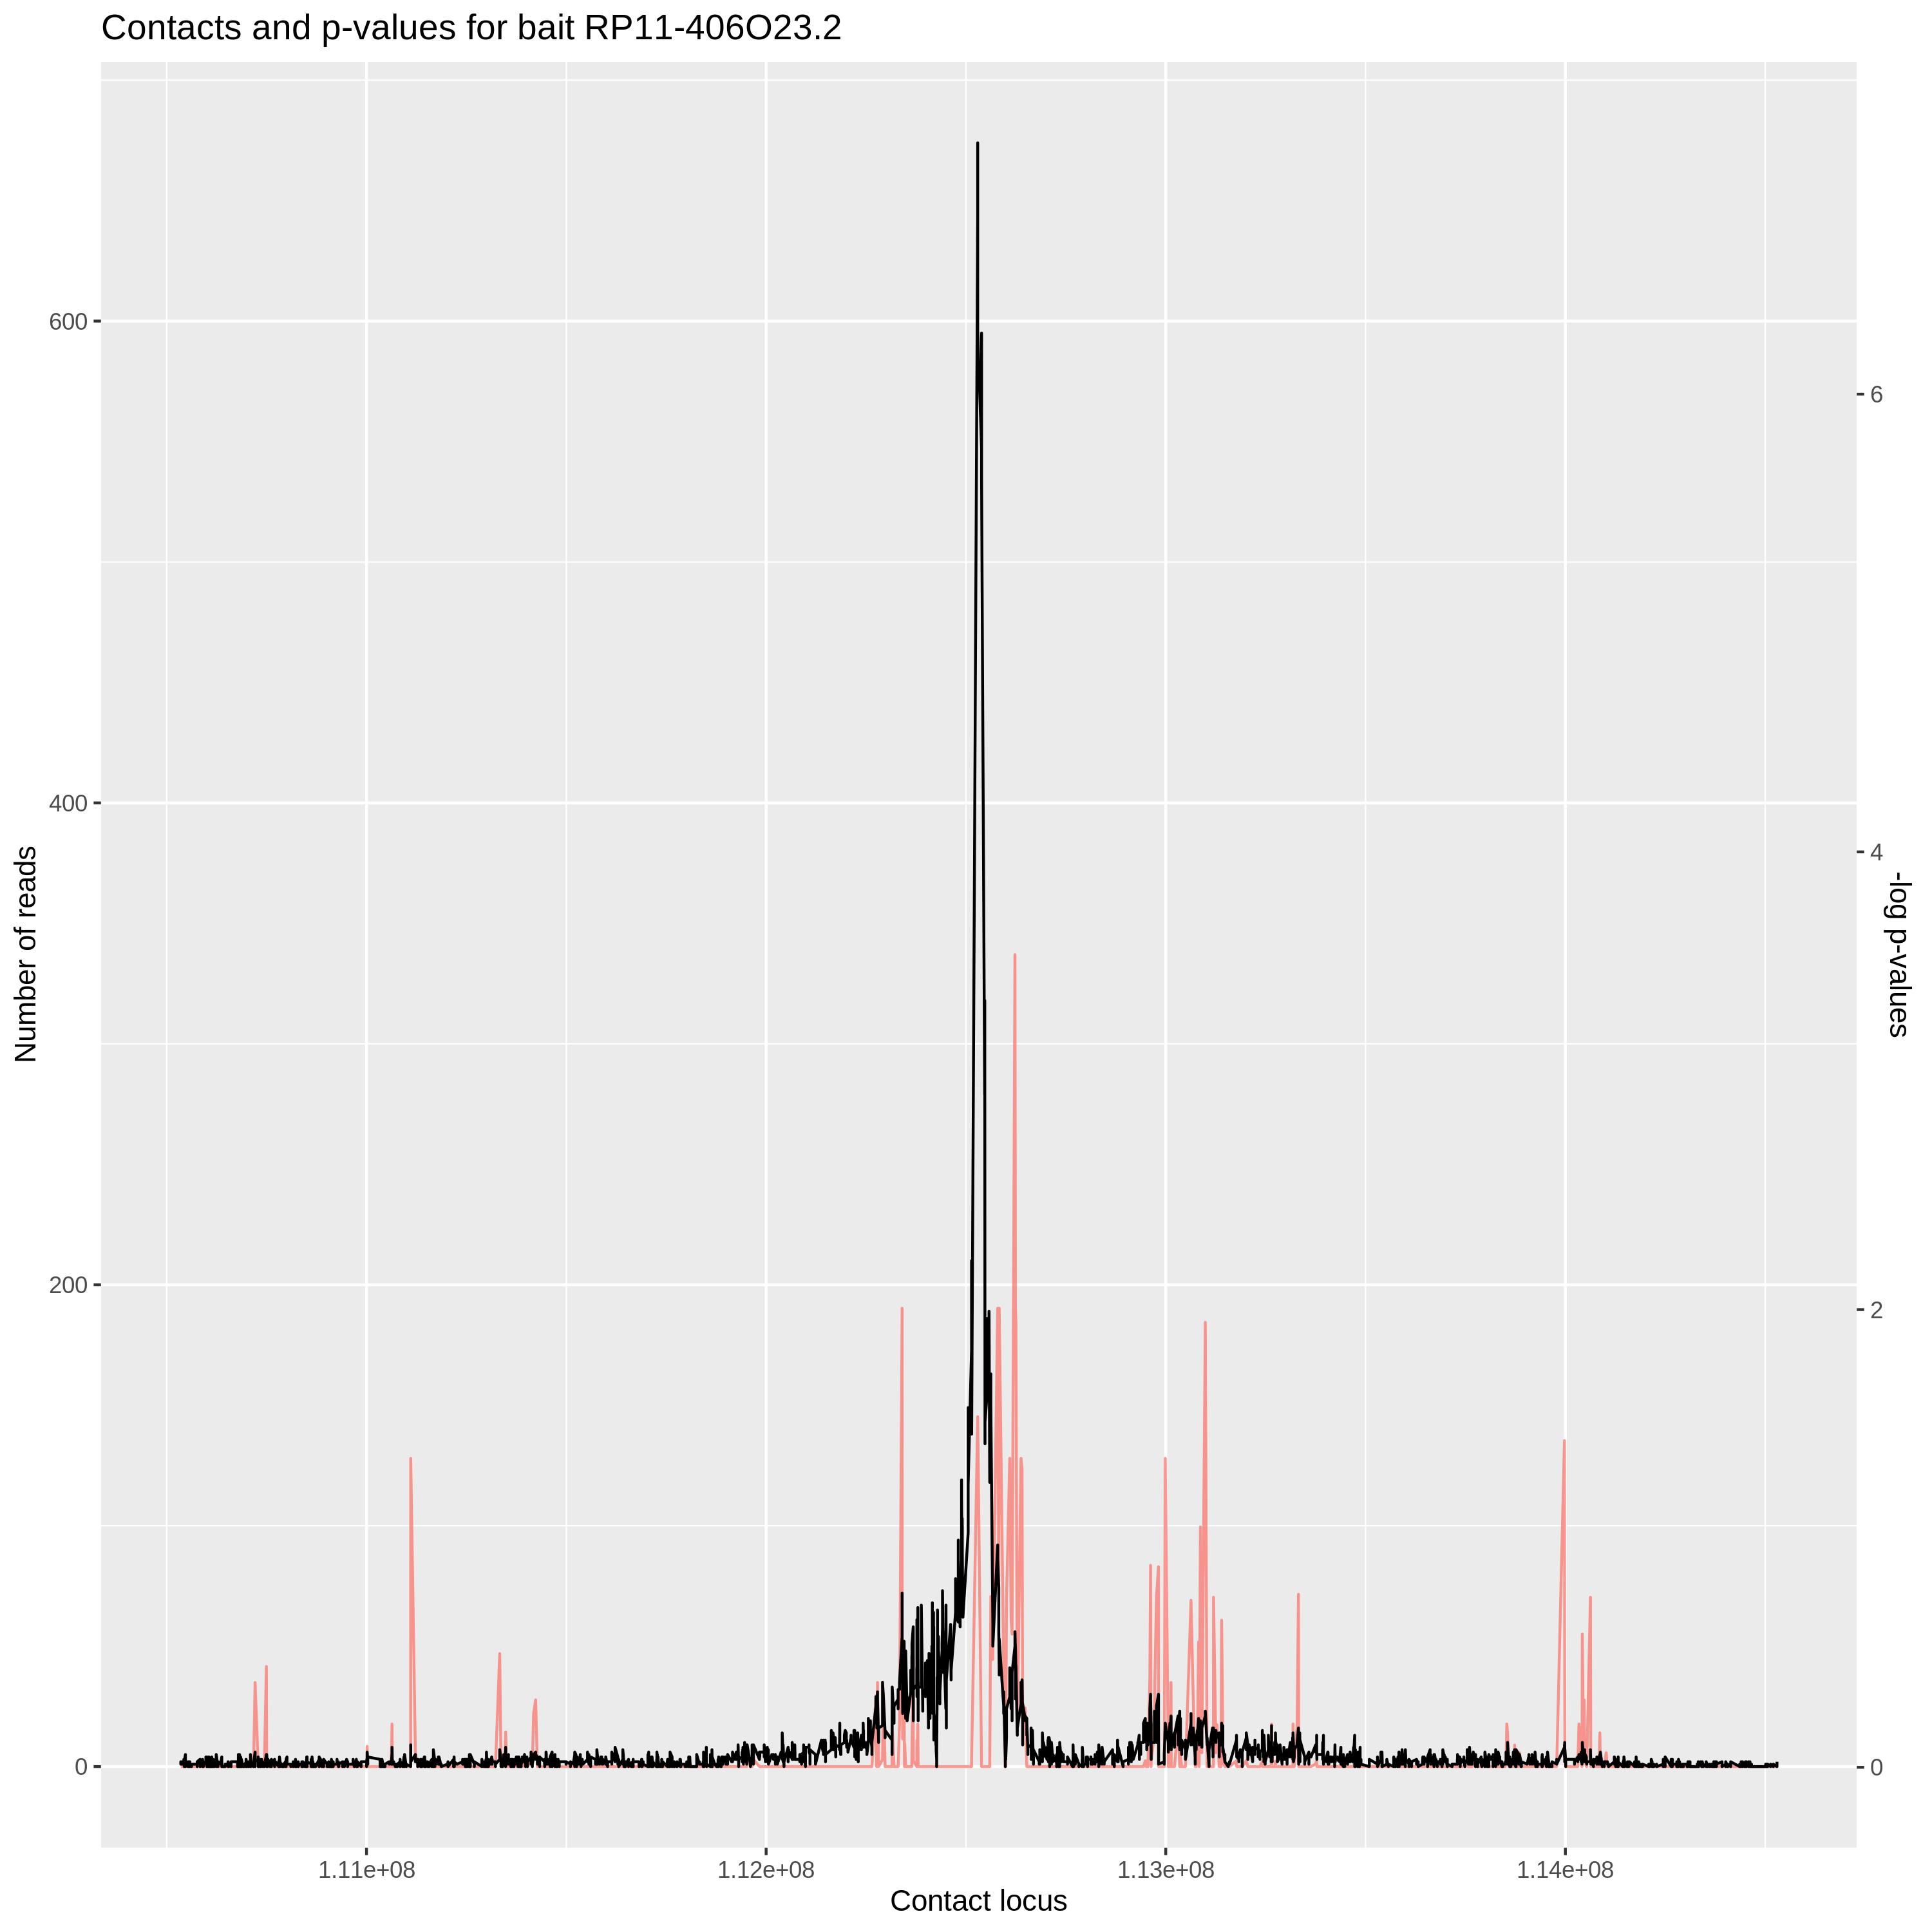 Contacts and p-values for bait RP11-406O23.2
600
400
200
0
Number of reads
6
4
2
0
-log p-values
1.11e+08
1.12e+08
1.13e+08
1.14e+08
Contact locus